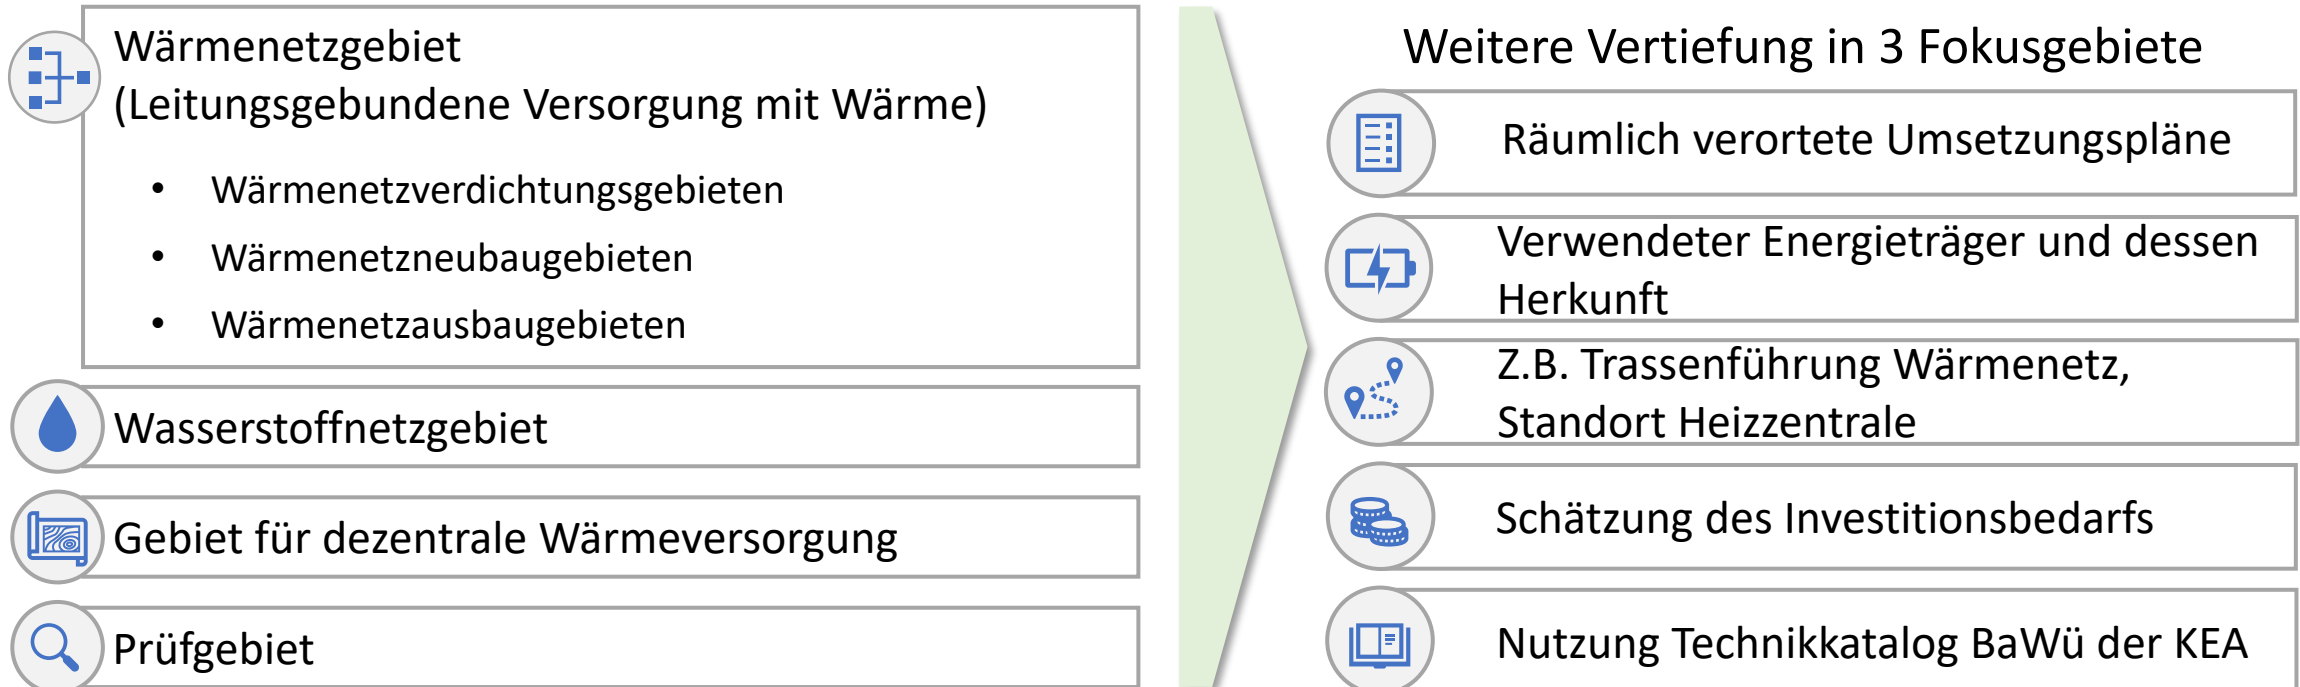 Wärmenetzgebiet
(Leitungsgebundene Versorgung mit Wärme)
• Wärmenetzverdichtungsgebieten
• Wärmenetzneubaugebieten
• Wärmenetzausbaugebieten
Wasserstoffnetzgebiet
Gebiet für dezentrale Wärmeversorgung
Prüfgebiet
Weitere Vertiefung in 3 Fokusgebiete
Räumlich verortete Umsetzungspläne
Verwendeter Energieträger und dessen
Herkunft
Z.B. Trassenführung Wärmenetz,
Standort Heizzentrale
Schätzung des Investitionsbedarfs
Nutzung Technikkatalog BaWü der KEA